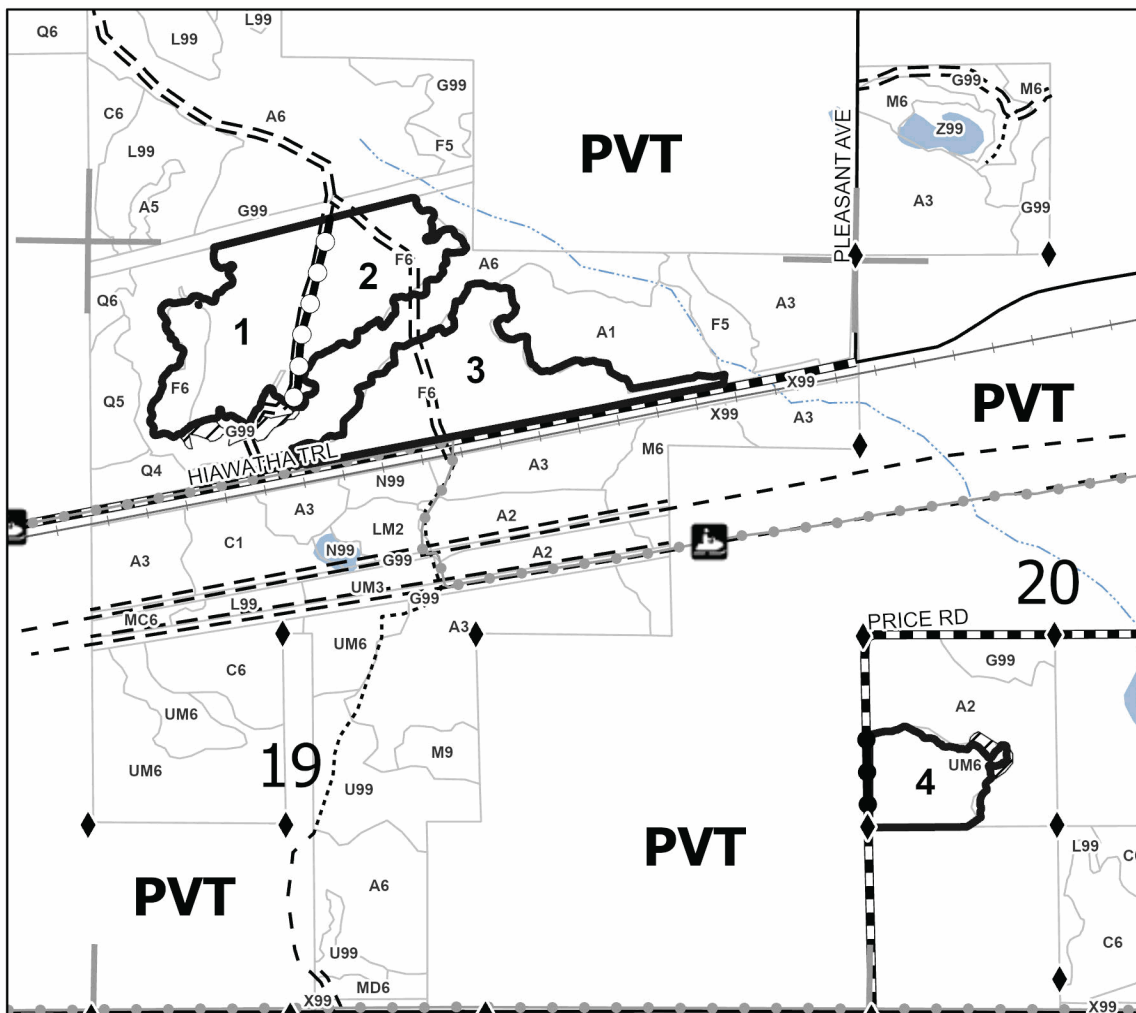 L99
Q6
L99
G99
G99
M6
C6
A6
M6
F5
Z99
L99
PVT
PLEASANT AVE
A5
A3
G99
G99
F6
A6
2
Q6
A3
1
F5
A1
3
X99
F6
F6
Q5
PVT
X99
A3
G99
M6
Q4
HIAWATHA TRL
A3
N99
A3
A2
LM2
C1
N99
A2
G99
A3
UM3
20
G99
L99
MC6
PRICE RD
A3
UM6
G99
C6
A2
UM6
M9
19
UM6
UM6
4
U99
PVT
L99
C6
A6
PVT
C6
U99
MD6
X99
X99